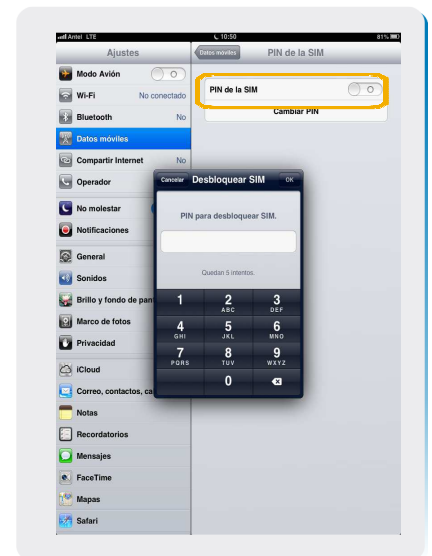 Antel LTE
10:50
81%
Ajustes
Datos móviles
PIN de la SIM
Modo Avión
Wi-Fi No conectado
Bluetooth No
Datos móviles
Compartir Internet No
Operador
No molestar
Notificaciones
General
Sonidos
Brillo y fondo de pan
Marco de fotos
Privacidad
iCloud
Correo, contactos, ca
Notas
Recordatorios
Mensajes
FaceTime
Mapas
Safari
PIN de la SIM
Cambiar PIN
Cancelar Desbloquear SIM OK
PIN para desbloquear SIM.
Quedan 5 intentos.
1 2 3
ABC DEF
4 5 6
GHI JKL MNO
7 8 9
PQRS TUV WXYZ
0